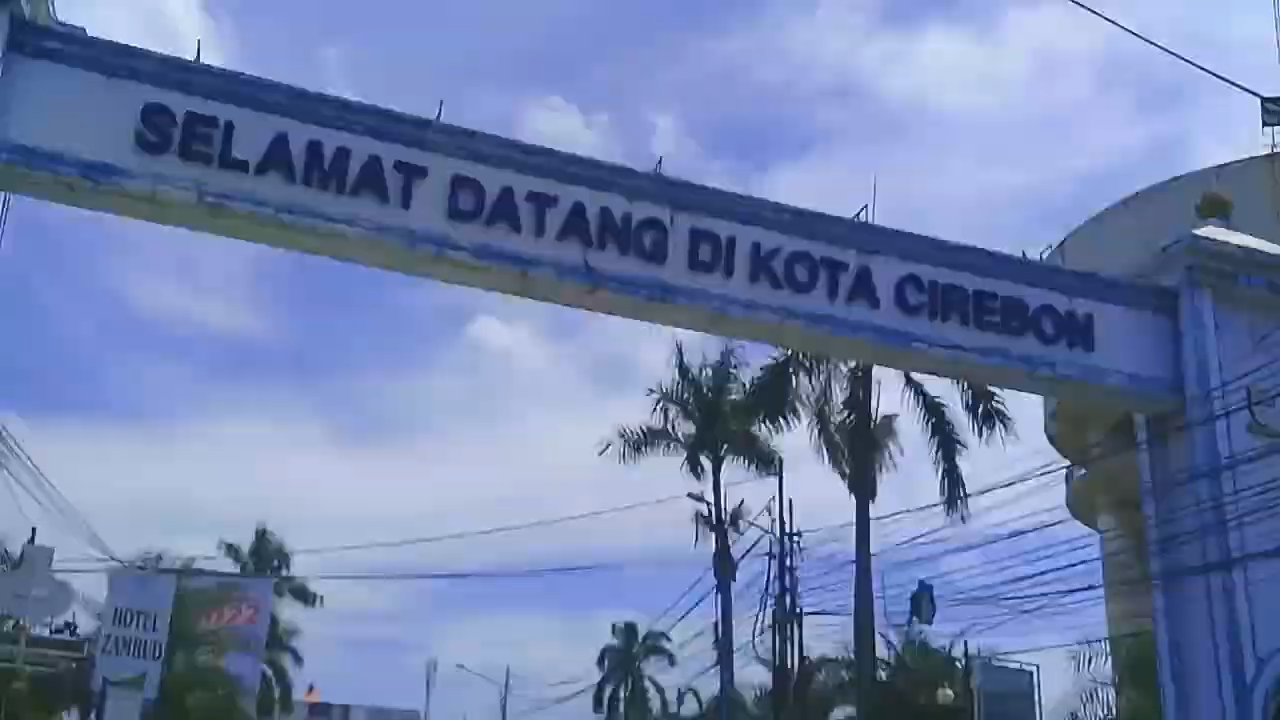 SELAMAT DATANG DI KOTA CIREBON
HOTEL
ZAMRUD